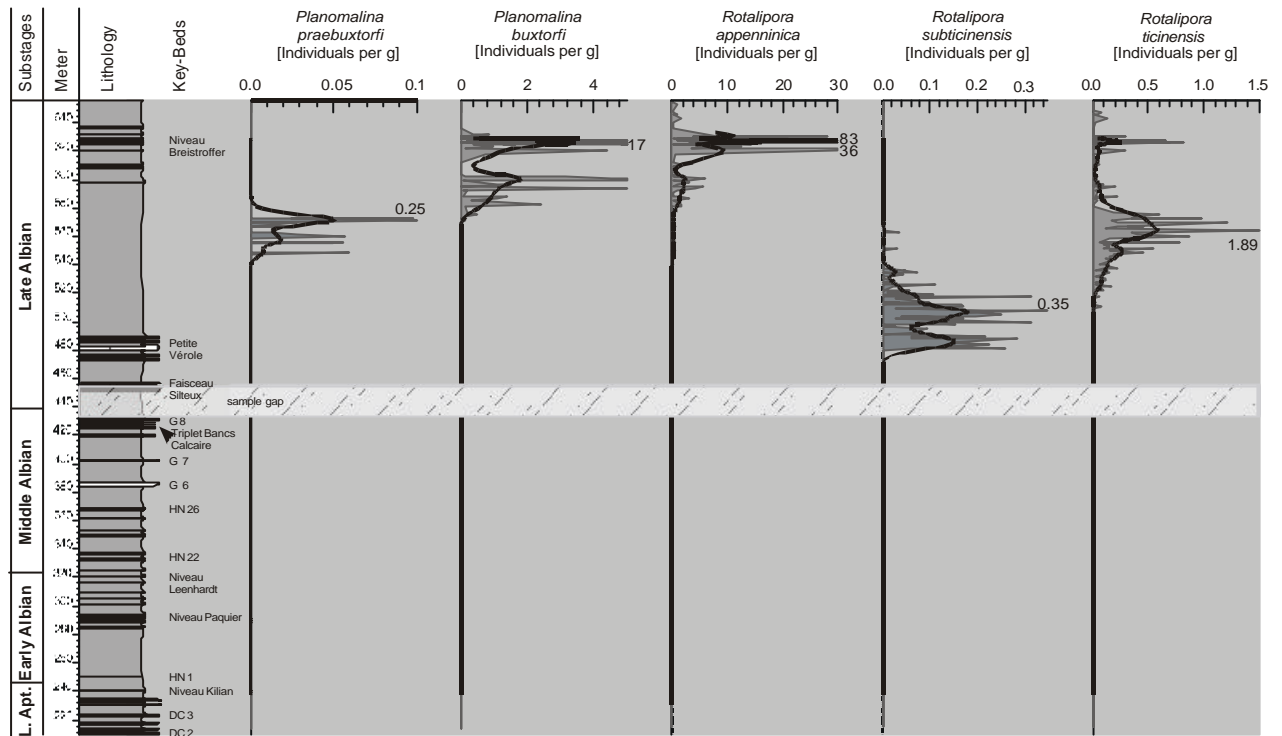 Substages
Meter
Lithology
Key-Beds
Planomalina
praebuxtorfi
[Individuals per g]
Planomalina
buxtorfi
[Individuals per g]
Rotalipora
appenninica
[Individuals per g]
Rotalipora
subticinensis
[Individuals per g]
Rotalipora
ticinensis
[Individuals per g]
0.0 0.05 0.1
0 2 4
0 10 20 30
0.0 0.1 0.2 0.3
0.0 0.5 1.0 1.5
Late Albian
Middle Albian
Early Albian
L. Apt.
Niveau
Breistroffer
17
83
36
0.25
1.89
0.35
Petite
Vérole
Faisceau
Silteux
sample gap
G 8
Triplet Bancs
Calcaire
G 7
G 6
HN 26
HN 22
Niveau
Leenhardt
Niveau Paquier
HN 1
Niveau Kilian
DC 3
DC 2